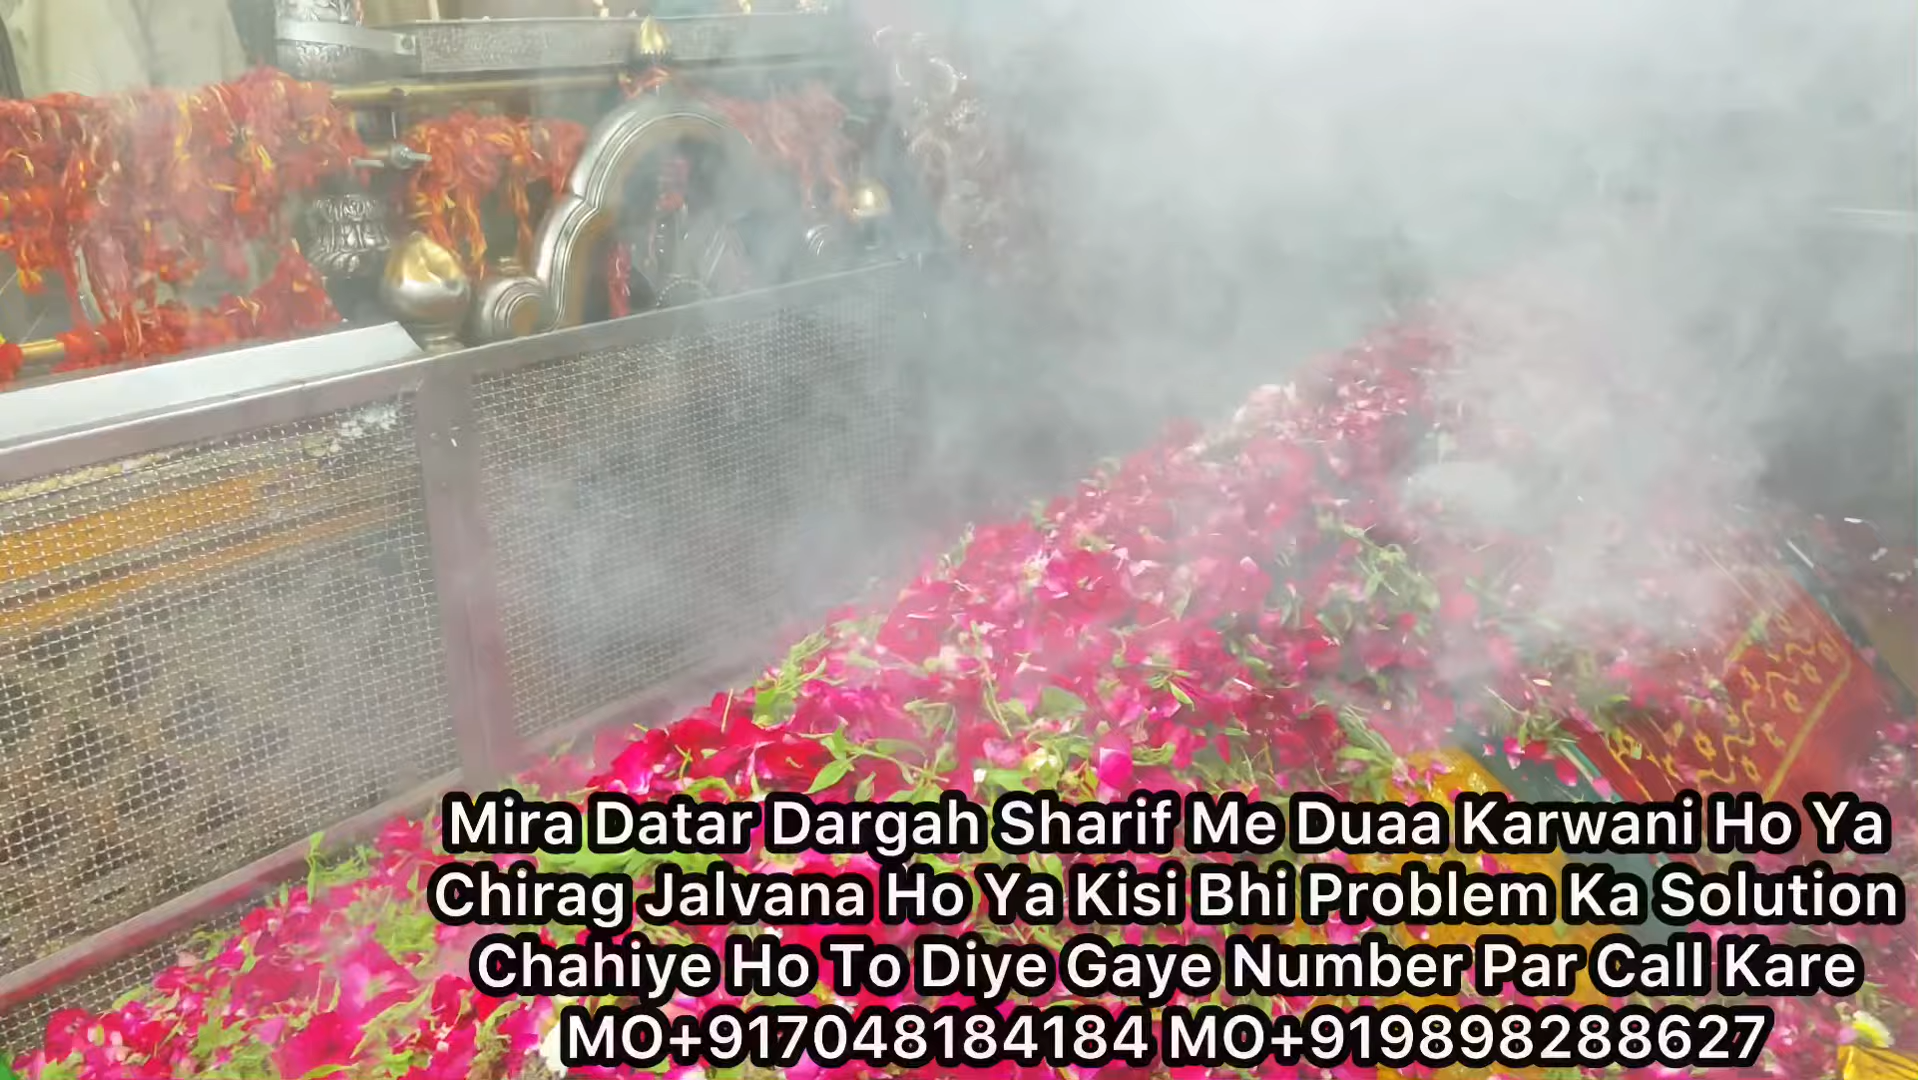 Mira Datar Dargah Sharif Me Duaa Karwani Ho Ya
Chirag Jalvana Ho Ya Kisi Bhi Problem Ka Solution
Chahiye Ho To Diye Gaye Number Par Call Kare
MO+917048184184 MO+919898288627